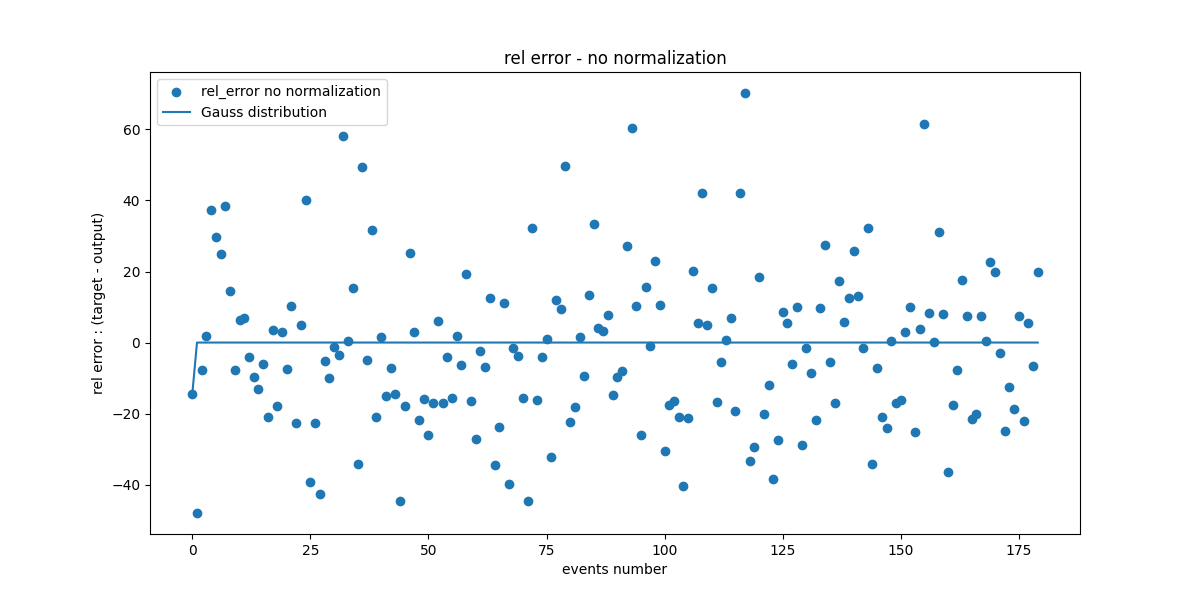 rel error - no normalization
rel_error no normalization
Gauss distribution
rel error : (target - output)
60
40
20
0
−20
−40
0
25
50
75
100
125
150
175
events number